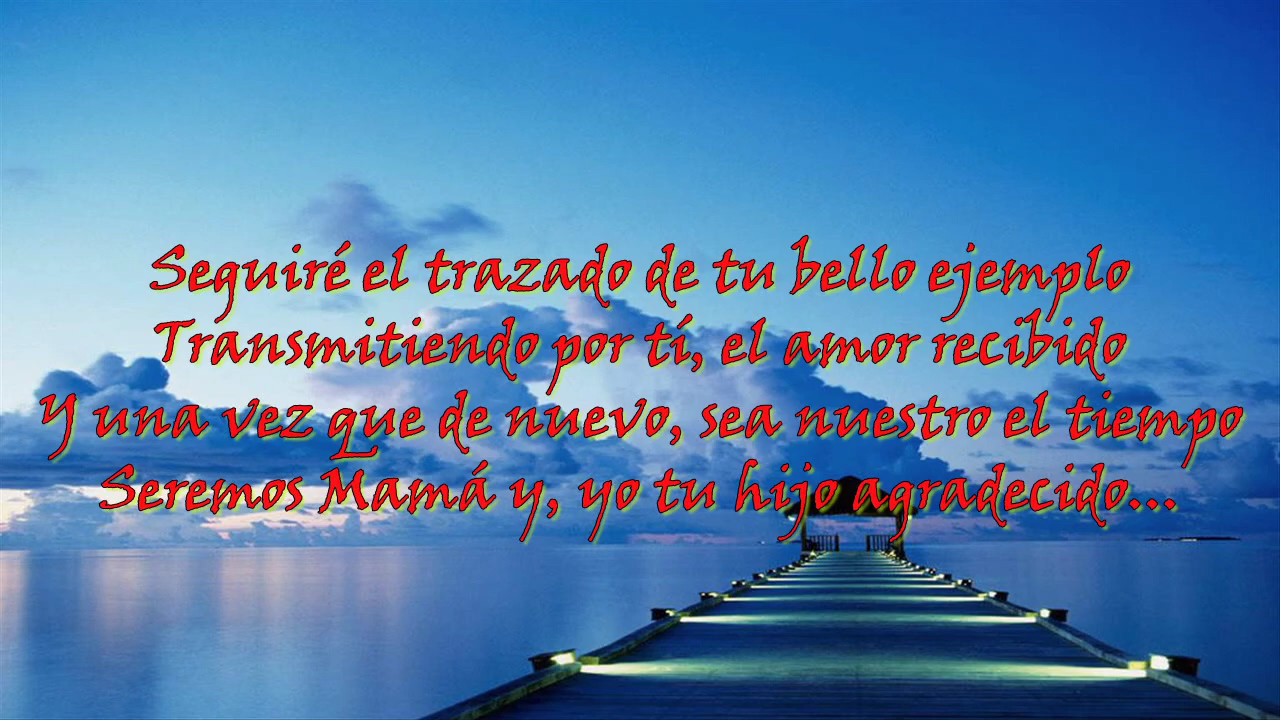 Seguiré el trazado de tu bello ejemplo
Transmitiendo por tí, el amor recibido
Y una vez que de nuevo, sea nuestro el tiempo
Seremos Mamá y, yo tu hijo agradecido...